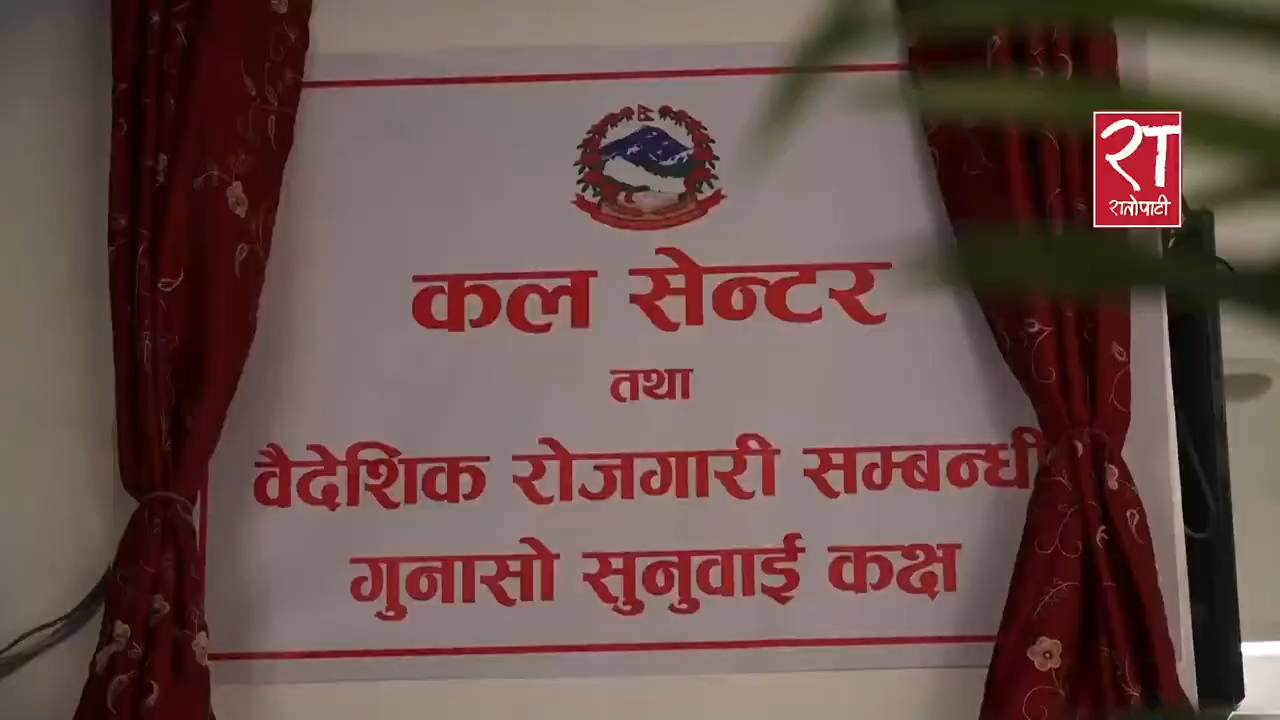 रा
रातोपाटी
कल सेन्टर
तथा
वैदेशिक रोजगारी सम्बन्धी
गुनासो सुनुवाई कक्ष